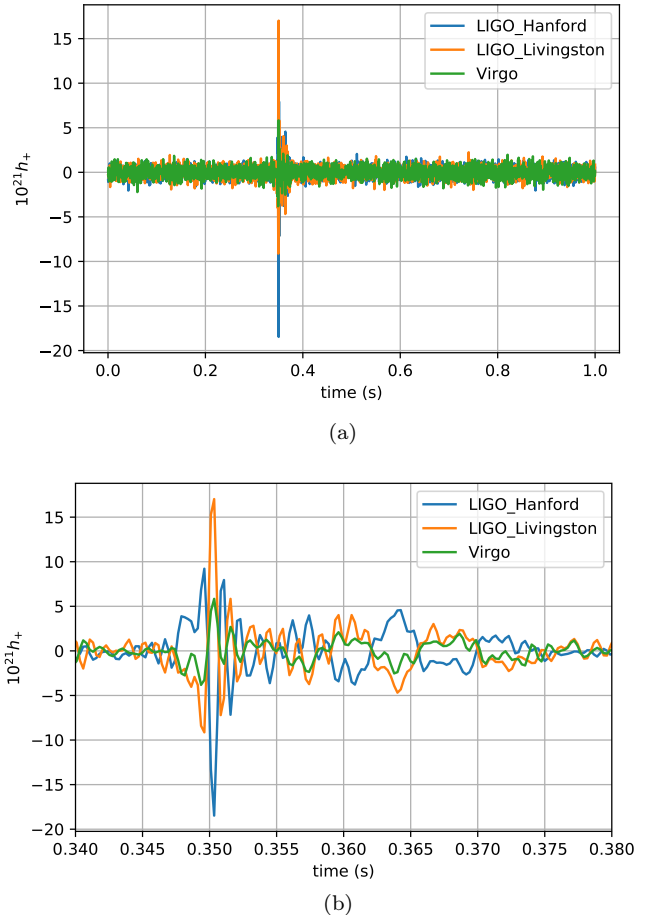 15
10
5
0
−5
−10
−15
−20
10²¹h₊
LIGO_Hanford
LIGO_Livingston
Virgo
0.0 0.2 0.4 0.6 0.8 1.0
time (s)
(a)
15
10
5
0
−5
−10
−15
−20
10²¹h₊
LIGO_Hanford
LIGO_Livingston
Virgo
0.340 0.345 0.350 0.355 0.360 0.365 0.370 0.375 0.380
time (s)
(b)